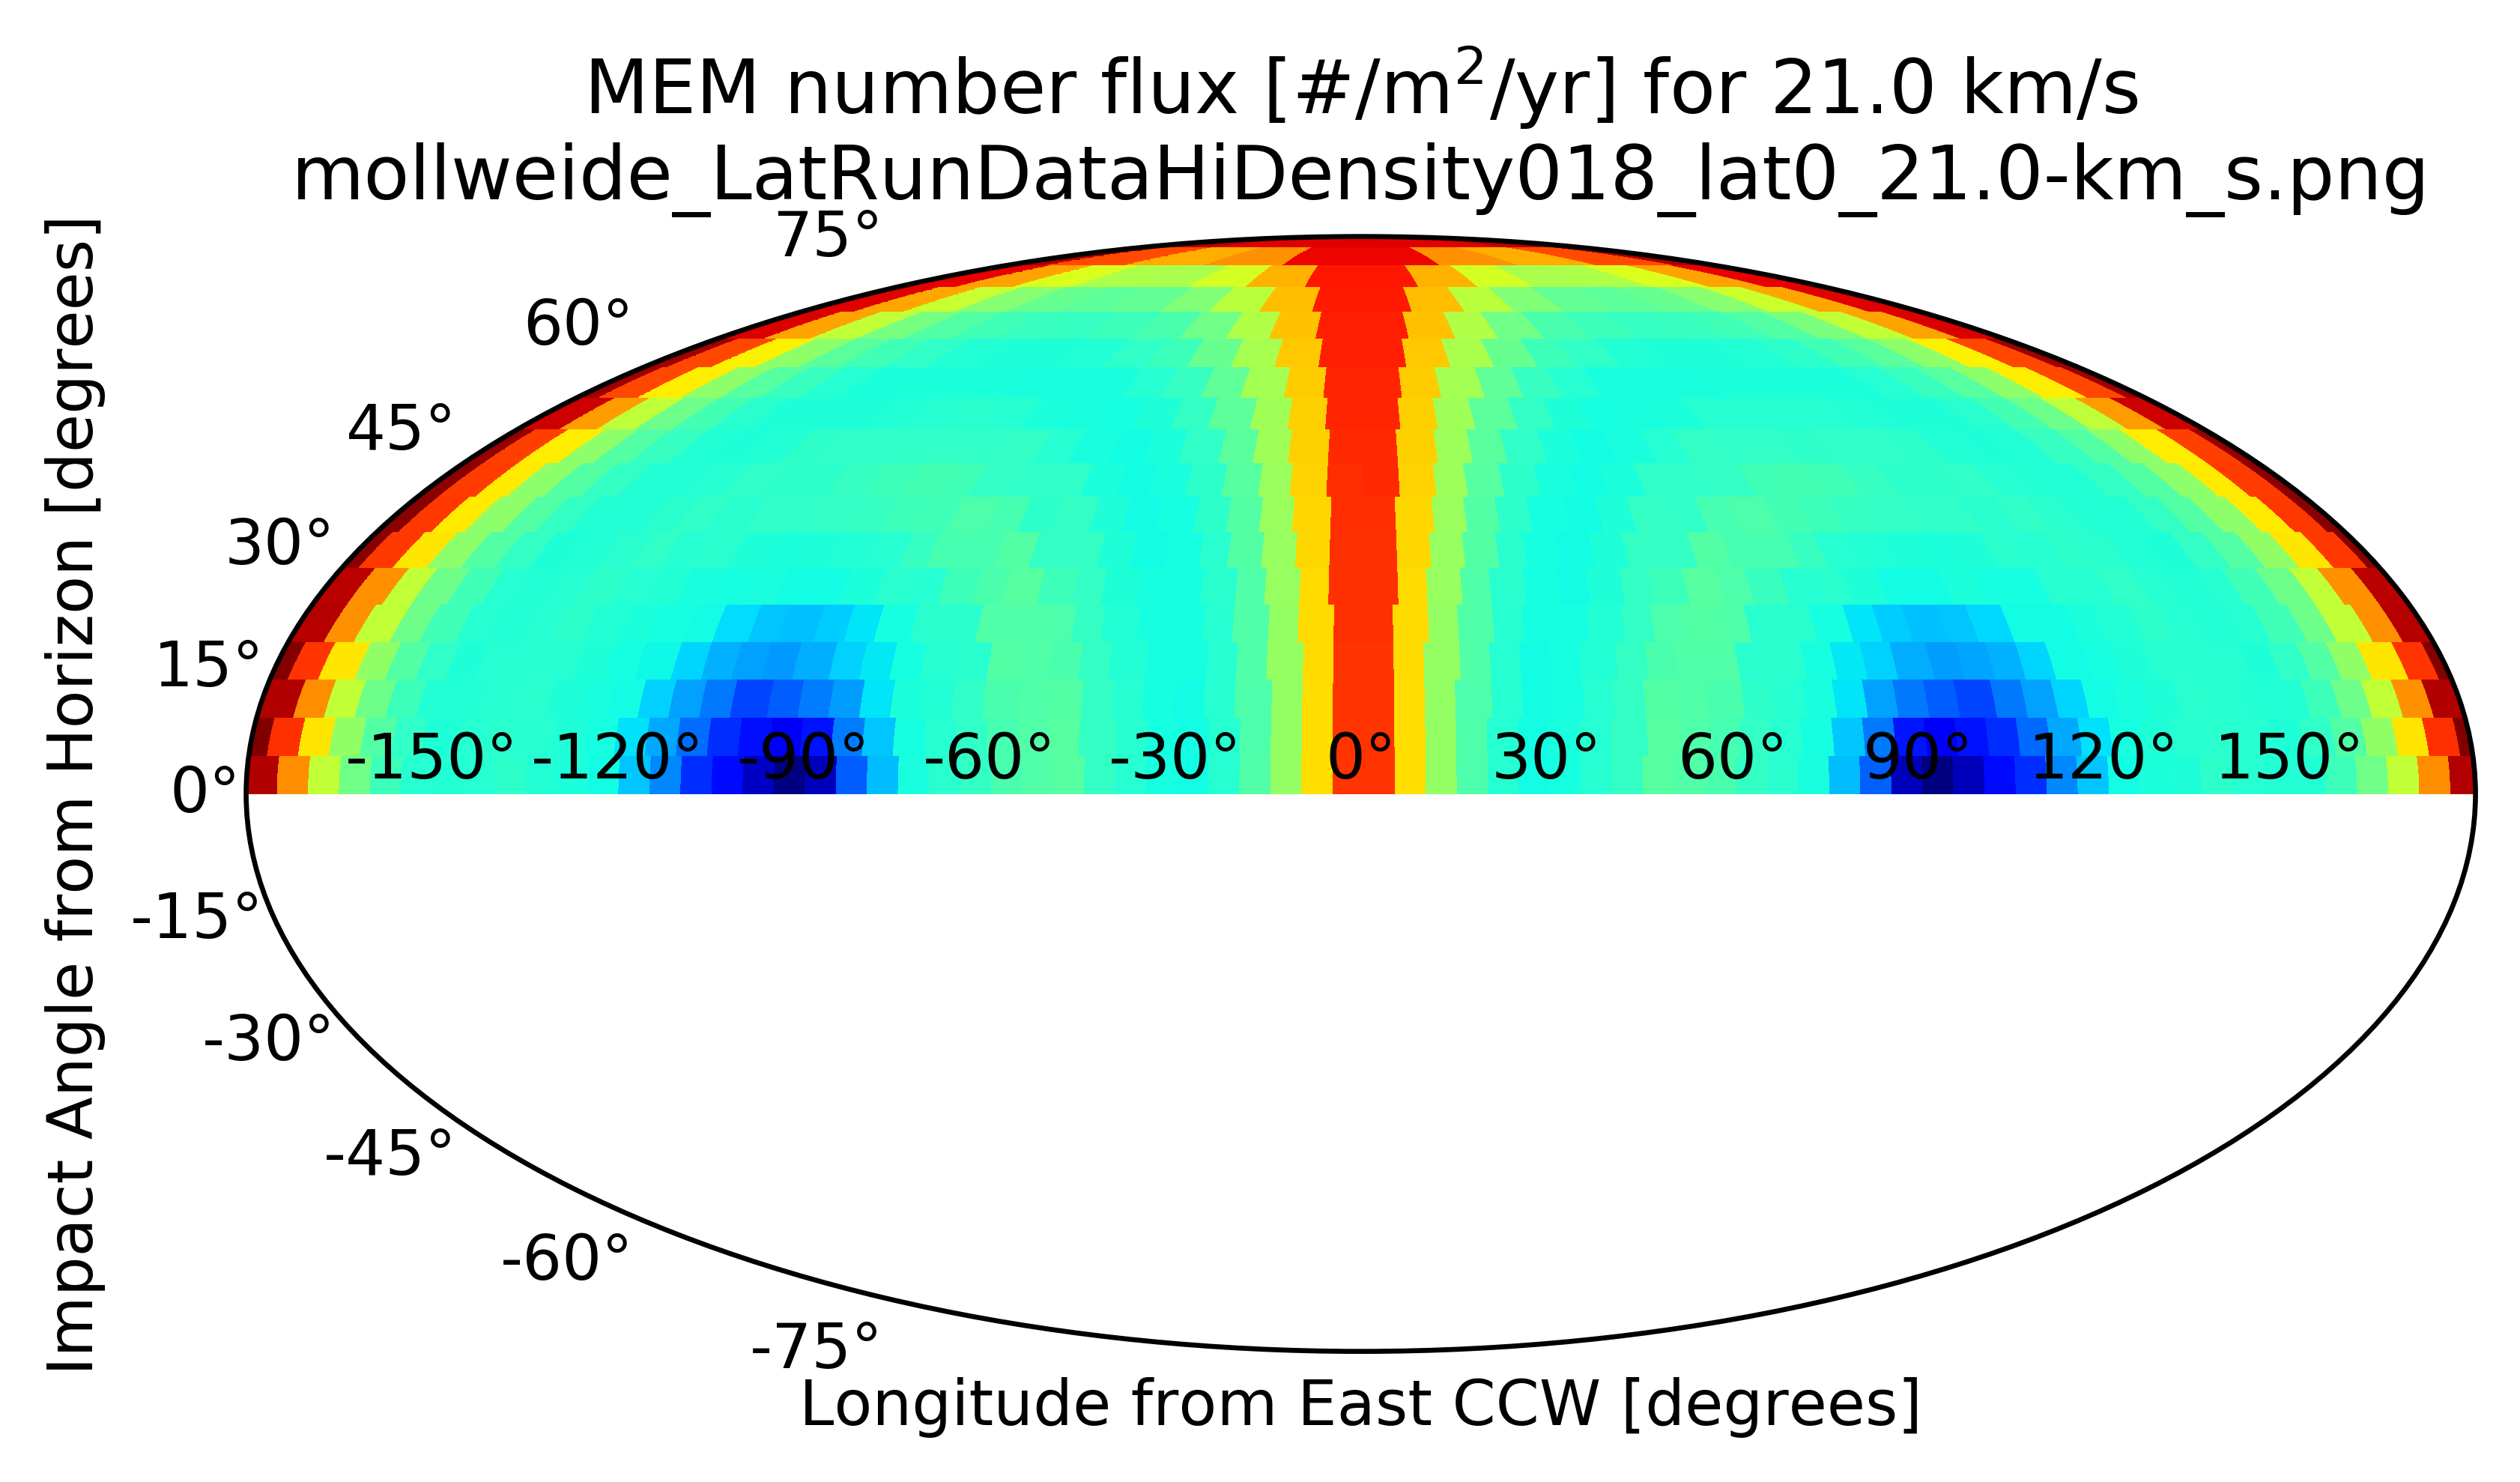 MEM number flux [#/m²/yr] for 21.0 km/s
mollweide_LatRunDataHiDensity018_lat0_21.0-km_s.png
Impact Angle from Horizon [degrees]
75°
60°
45°
30°
15°
0°
-15°
-30°
-45°
-60°
-75°
-150° -120° -90° -60° -30° 0° 30° 60° 90° 120° 150°
Longitude from East CCW [degrees]